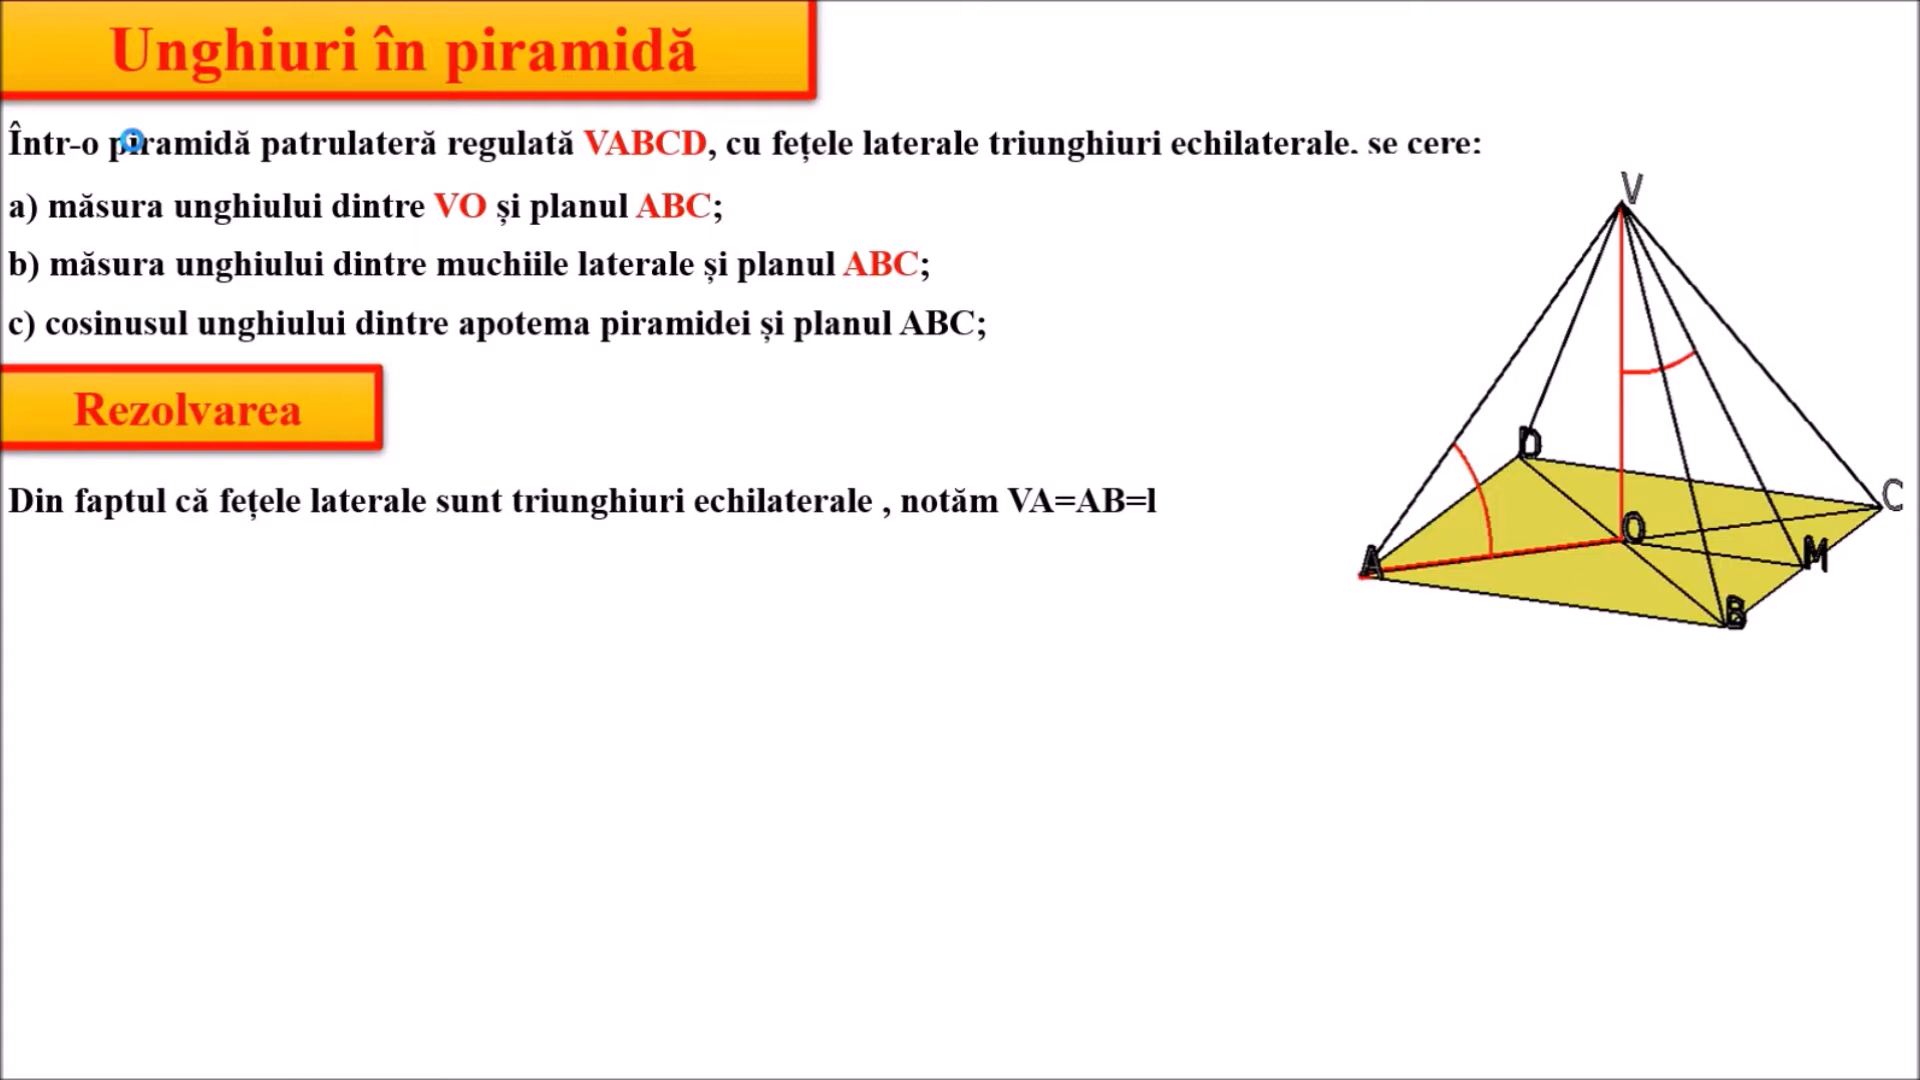 Unghiuri în piramidă
Într-o piramidă patrulateră regulată VABCD, cu fețele laterale triunghiuri echilaterale. se cere:
a) măsura unghiului dintre VO și planul ABC;
b) măsura unghiului dintre muchiile laterale și planul ABC;
c) cosinusul unghiului dintre apotema piramidei și planul ABC;
Rezolvarea
Din faptul că fețele laterale sunt triunghiuri echilaterale , notăm VA=AB=l
V
D
C
O
A
M
B